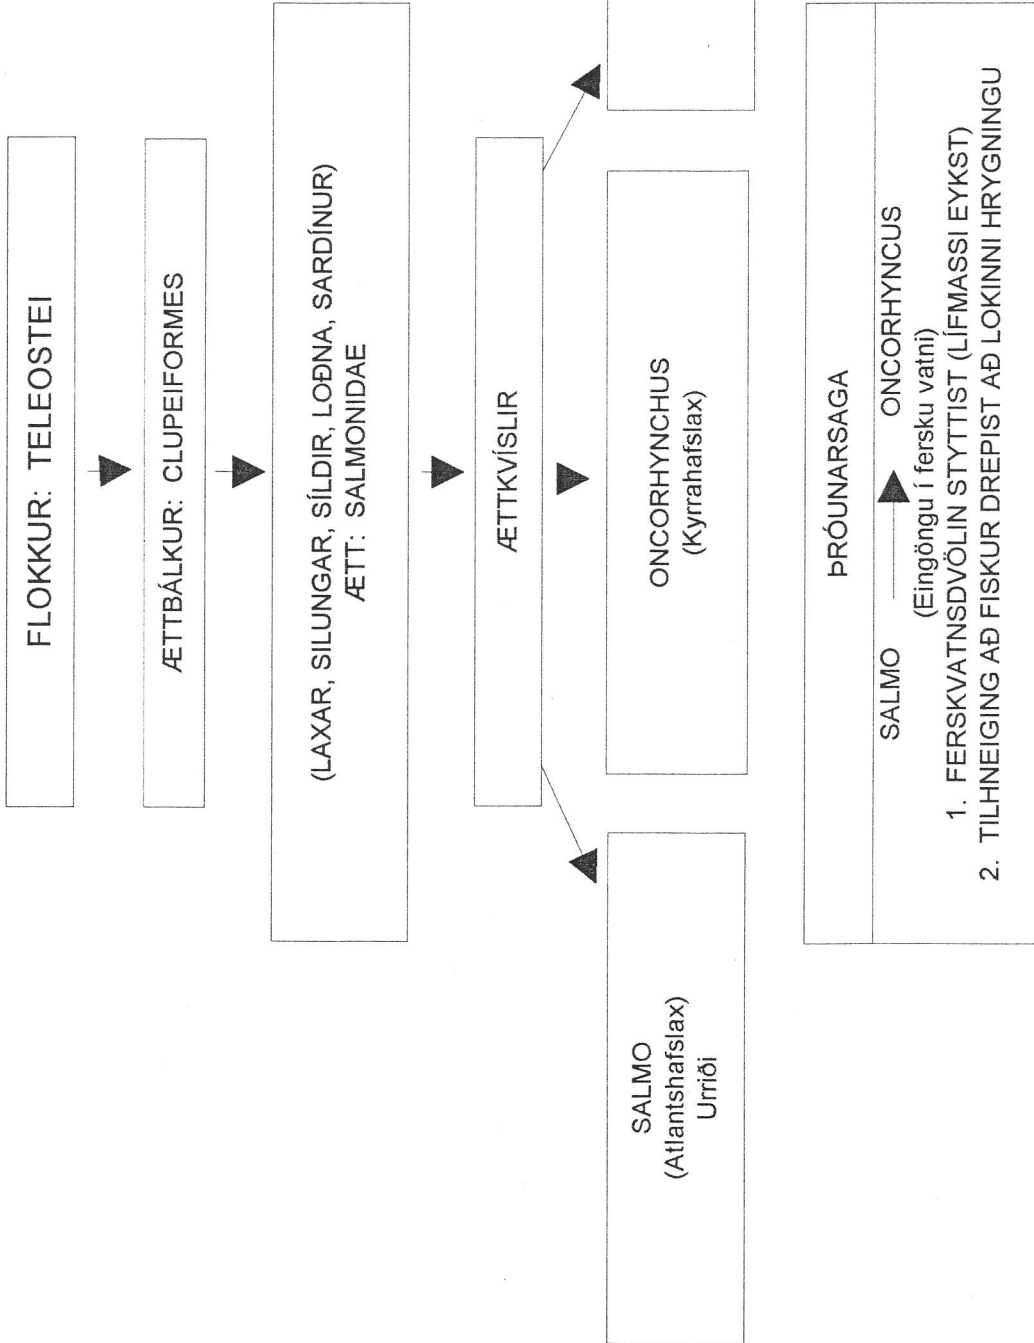 FLOKKUR: TELEOSTEI
ÆTTBÁLKUR: CLUPEIFORMES
(LAXAR, SILUNGAR, SÍLDIR, LOÐNA, SARDÍNUR)
ÆTT: SALMONIDAE
ÆTTKVÍSLIR
SALMO
(Atlantshafslax)
Urriði
ONCORHYNCHUS
(Kyrrahafslax)
ÞRÓUNARSAGA
SALMO ONCORHYNCUS
(Eingöngu í fersku vatni)
1. FERSKVATNSDVÖLIN STYTTIST (LÍFMASSI EYKST)
2. TILHNEIGING AÐ FISKUR DREPIST AÐ LOKINNI HRYGNINGU